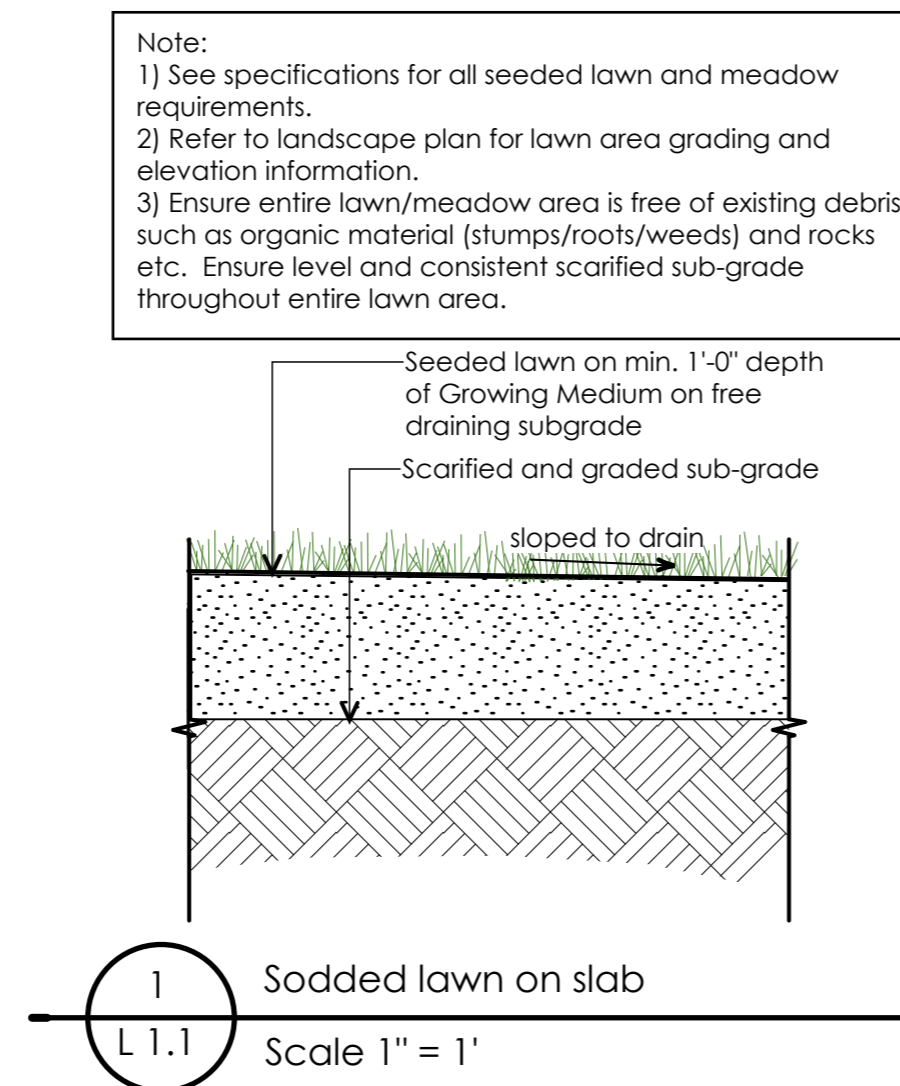 Note:
1) See specifications for all seeded lawn and meadow
requirements.
2) Refer to landscape plan for lawn area grading and
elevation information.
3) Ensure entire lawn/meadow area is free of existing debris
such as organic material (stumps/roots/weeds) and rocks
etc. Ensure level and consistent scarified sub-grade
throughout entire lawn area.
Seeded lawn on min. 1'-0" depth
of Growing Medium on free
draining subgrade
Scarified and graded sub-grade
sloped to drain
1
Sodded lawn on slab
L 1.1
Scale 1" = 1'